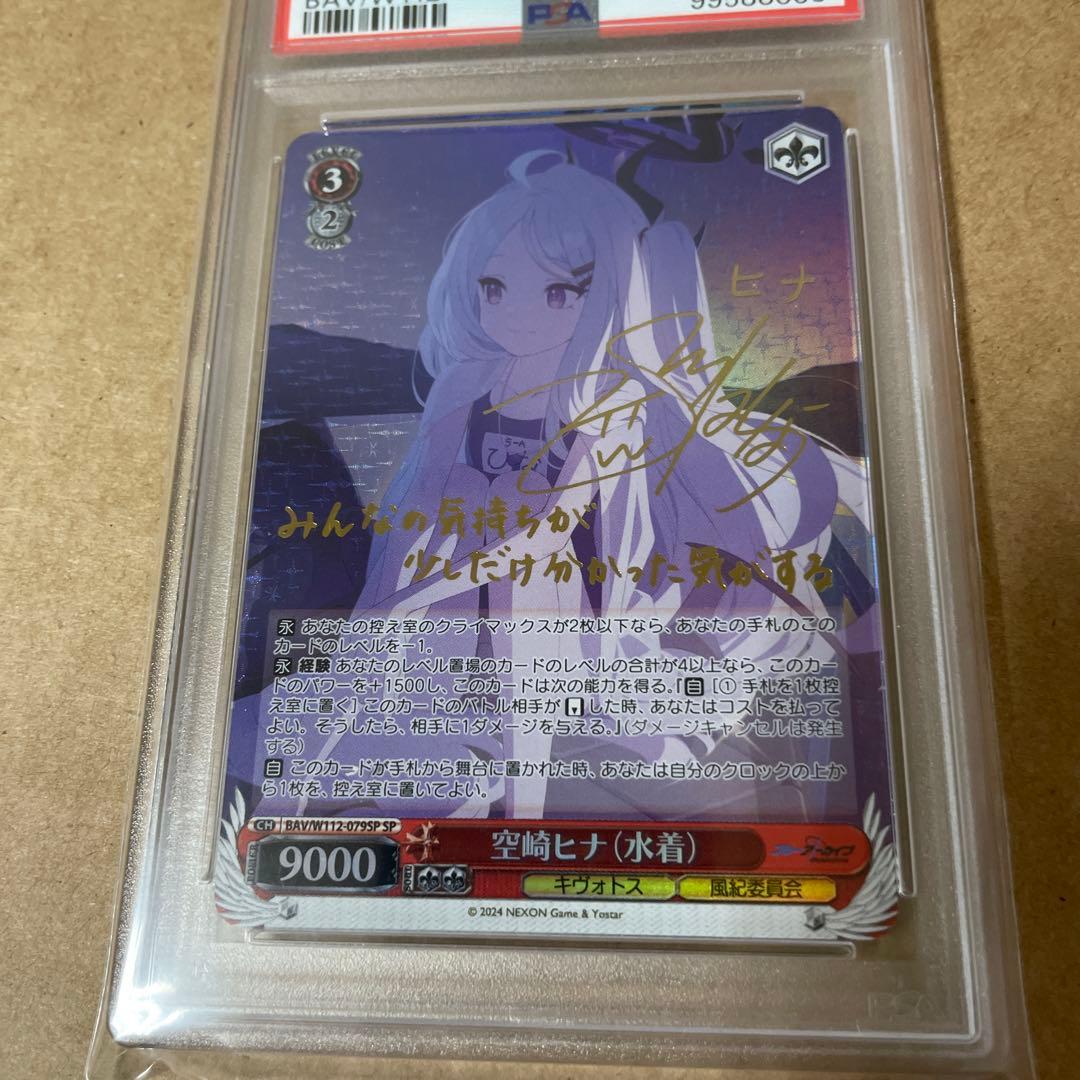 BAV/W112
PSA
LEVEL
3
2
COST
ヒナ
みんなの気持ちが
少しだけ分かった気がする
永 あなたの控え室のクライマックスが2枚以下なら、あなたの手札のこの
カードのレベルを－1。
永 経験 あなたのレベル置場のカードのレベルの合計が4以上なら、このカー
ドのパワーを＋1500し、このカードは次の能力を得る。『自［① 手札を1枚控
え室に置く］このカードのバトル相手が した時、あなたはコストを払って
よい。そうしたら、相手に1ダメージを与える。』（ダメージキャンセルは発生
する）
自 このカードが手札から舞台に置かれた時、あなたは自分のクロックの上か
ら1枚を、控え室に置いてよい。
CH BAV/W112-079SP SP
POWER 9000
SOUL
空崎ヒナ（水着）
ブルーアーカイブ
キヴォトス 風紀委員会
© 2024 NEXON Game & Yostar
PSA